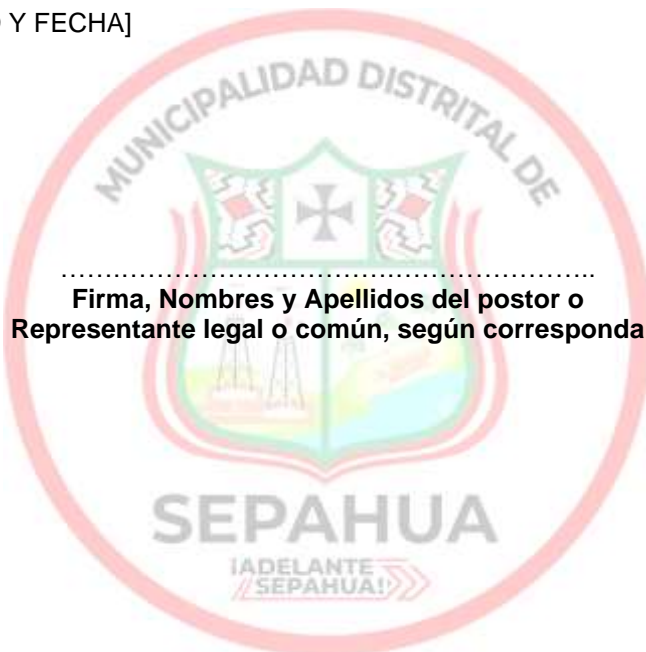 Y FECHA]
MUNICIPALIDAD DISTRITAL DE
……..……………………….…..………………….
Firma, Nombres y Apellidos del postor o
Representante legal o común, según corresponda
SEPAHUA
¡ADELANTE
SEPAHUA!